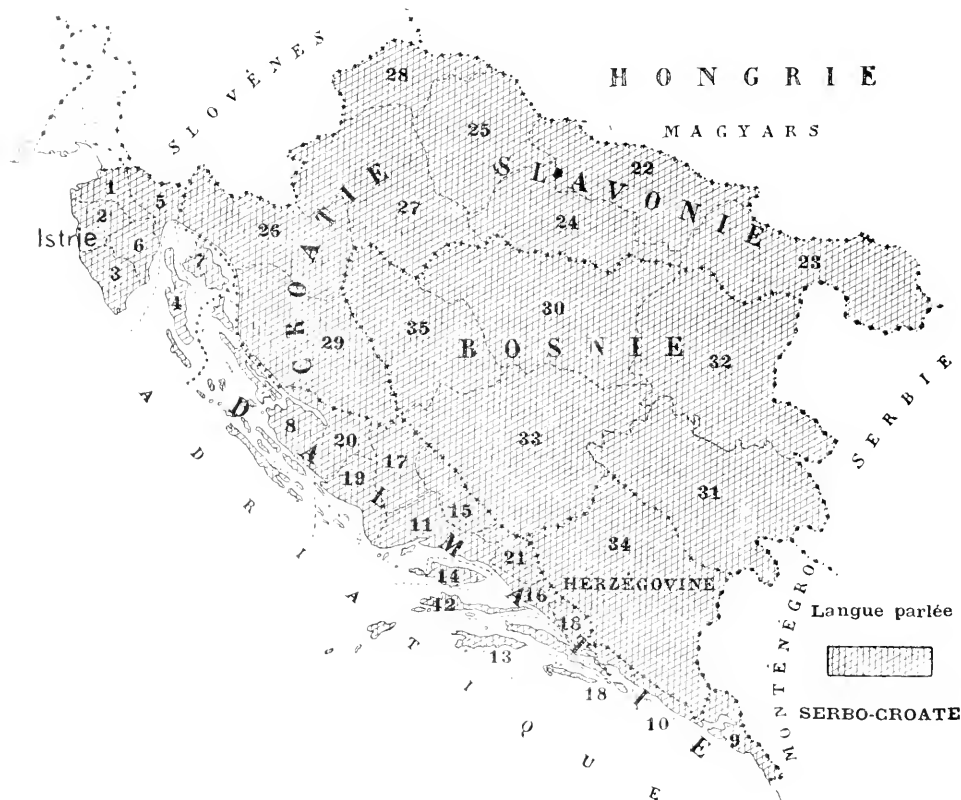 HONGRIE
MAGYARS
SLOVÈNES
28
25
22
SLAVONIE
1
2
5
Istrie
6
3
26
27
24
CROATIE
23
7
4
29
35
30
BOSNIE
32
SERBIE
ADRIATIQUE
DALMATIE
8
20
17
19
33
31
11
15
21
34
14
16
HERZÉGOVINE
12
18
13
18
10
9
MONTÉNÉGRO
Langue parlée
SERBO-CROATE